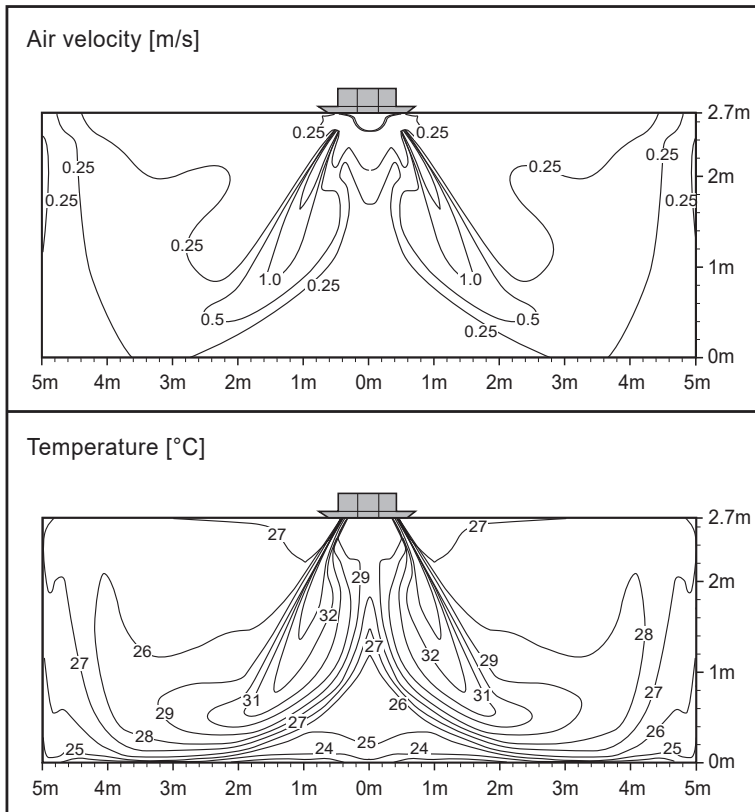 Air velocity [m/s]
2.7m
0.25 0.25
2m
0.25 0.25 0.25 0.25
0.25
1.0 1.0 1m
0.25
0.5 0.25 0.5
0m
5m 4m 3m 2m 1m 0m 1m 2m 3m 4m 5m
Temperature [°C]
2.7m
27 27
29 2m
32
26 27 28
27 32 29 1m
31 31 27
29 26
28 27 26
25 24 25 24 25 0m
5m 4m 3m 2m 1m 0m 1m 2m 3m 4m 5m